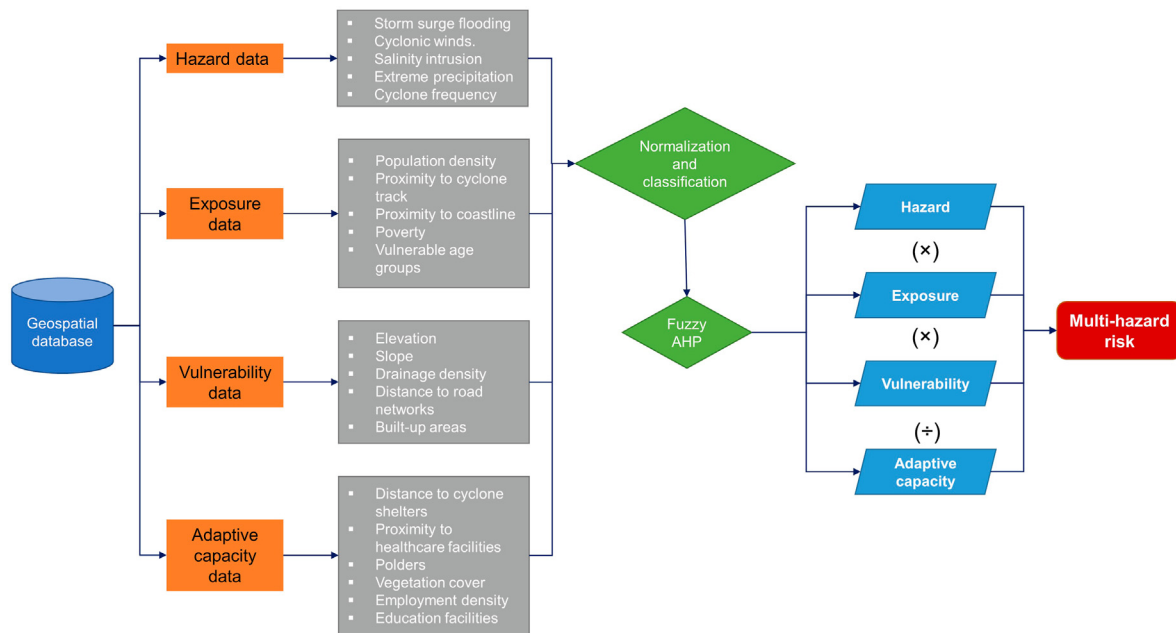 Geospatial
database
Hazard data
▪ Storm surge flooding
▪ Cyclonic winds.
▪ Salinity intrusion
▪ Extreme precipitation
▪ Cyclone frequency
Exposure
data
▪ Population density
▪ Proximity to cyclone
track
▪ Proximity to coastline
▪ Poverty
▪ Vulnerable age
groups
Vulnerability
data
▪ Elevation
▪ Slope
▪ Drainage density
▪ Distance to road
networks
▪ Built-up areas
Adaptive
capacity
data
▪ Distance to cyclone
shelters
▪ Proximity to
healthcare facilities
▪ Polders
▪ Vegetation cover
▪ Employment density
▪ Education facilities
Normalization
and
classification
Fuzzy
AHP
Hazard
(×)
Exposure
(×)
Vulnerability
(÷)
Adaptive
capacity
Multi-hazard
risk